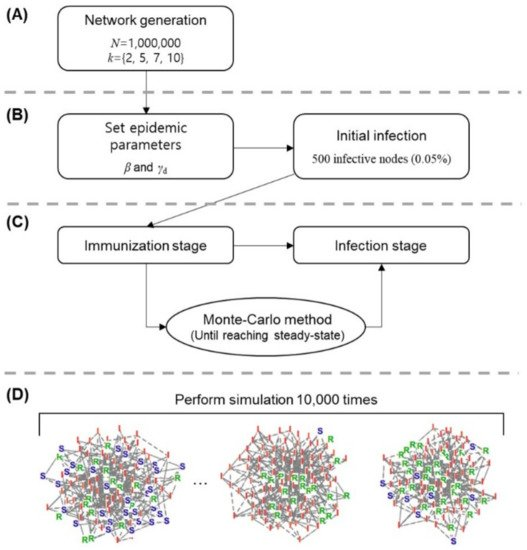 (A)
Network generation
N=1,000,000
k={2, 5, 7, 10}
(B)
Set epidemic
parameters
β and γd
Initial infection
500 infective nodes (0.05%)
(C)
Immunization stage
Infection stage
Monte-Carlo method
(Until reaching steady-state)
(D)
Perform simulation 10,000 times
...